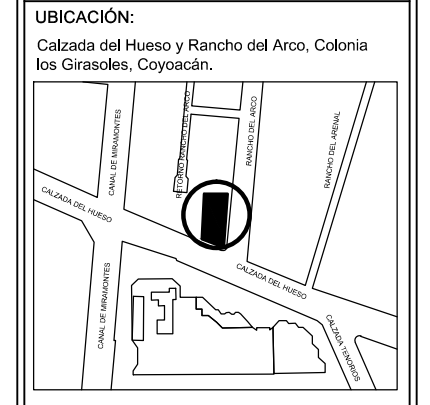 UBICACIÓN:
Calzada del Hueso y Rancho del Arco, Colonia
los Girasoles, Coyoacán.
CANAL DE MIRAMONTES
RETORNO RANCHO DEL ARCO
RANCHO DEL ARCO
RANCHO DEL ARENAL
CALZADA DEL HUESO
CANAL DE MIRAMONTES
CALZADA DEL HUESO
CALZADA TENORIOS